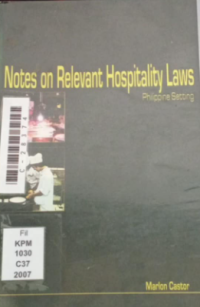 Notes on Relevant Hospitality Laws
Philippine Setting
Fil
KPM
1030
C37
2007
Marlon Castor